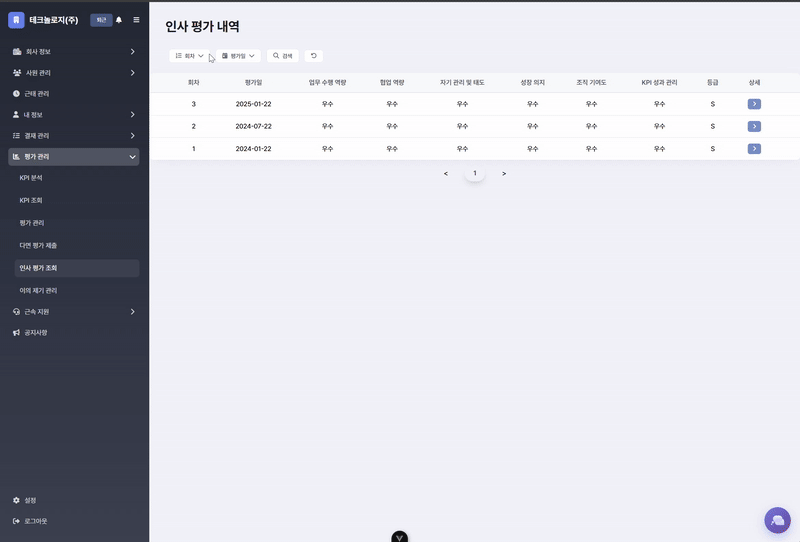 테크놀로지(주) 퇴근
회사 정보
사원 관리
근태 관리
내 정보
결재 관리
평가 관리
KPI 분석
KPI 조회
평가 관리
다면 평가 제출
인사 평가 조회
이의 제기 관리
근속 지원
공지사항
설정
로그아웃
인사 평가 내역
회차 평가일 검색
회차 평가일 업무 수행 역량 협업 역량 자기 관리 및 태도 성장 의지 조직 기여도 KPI 성과 관리 등급 상세
3 2025-01-22 우수 우수 우수 우수 우수 우수 S
2 2024-07-22 우수 우수 우수 우수 우수 우수 S
1 2024-01-22 우수 우수 우수 우수 우수 우수 S
< 1 >